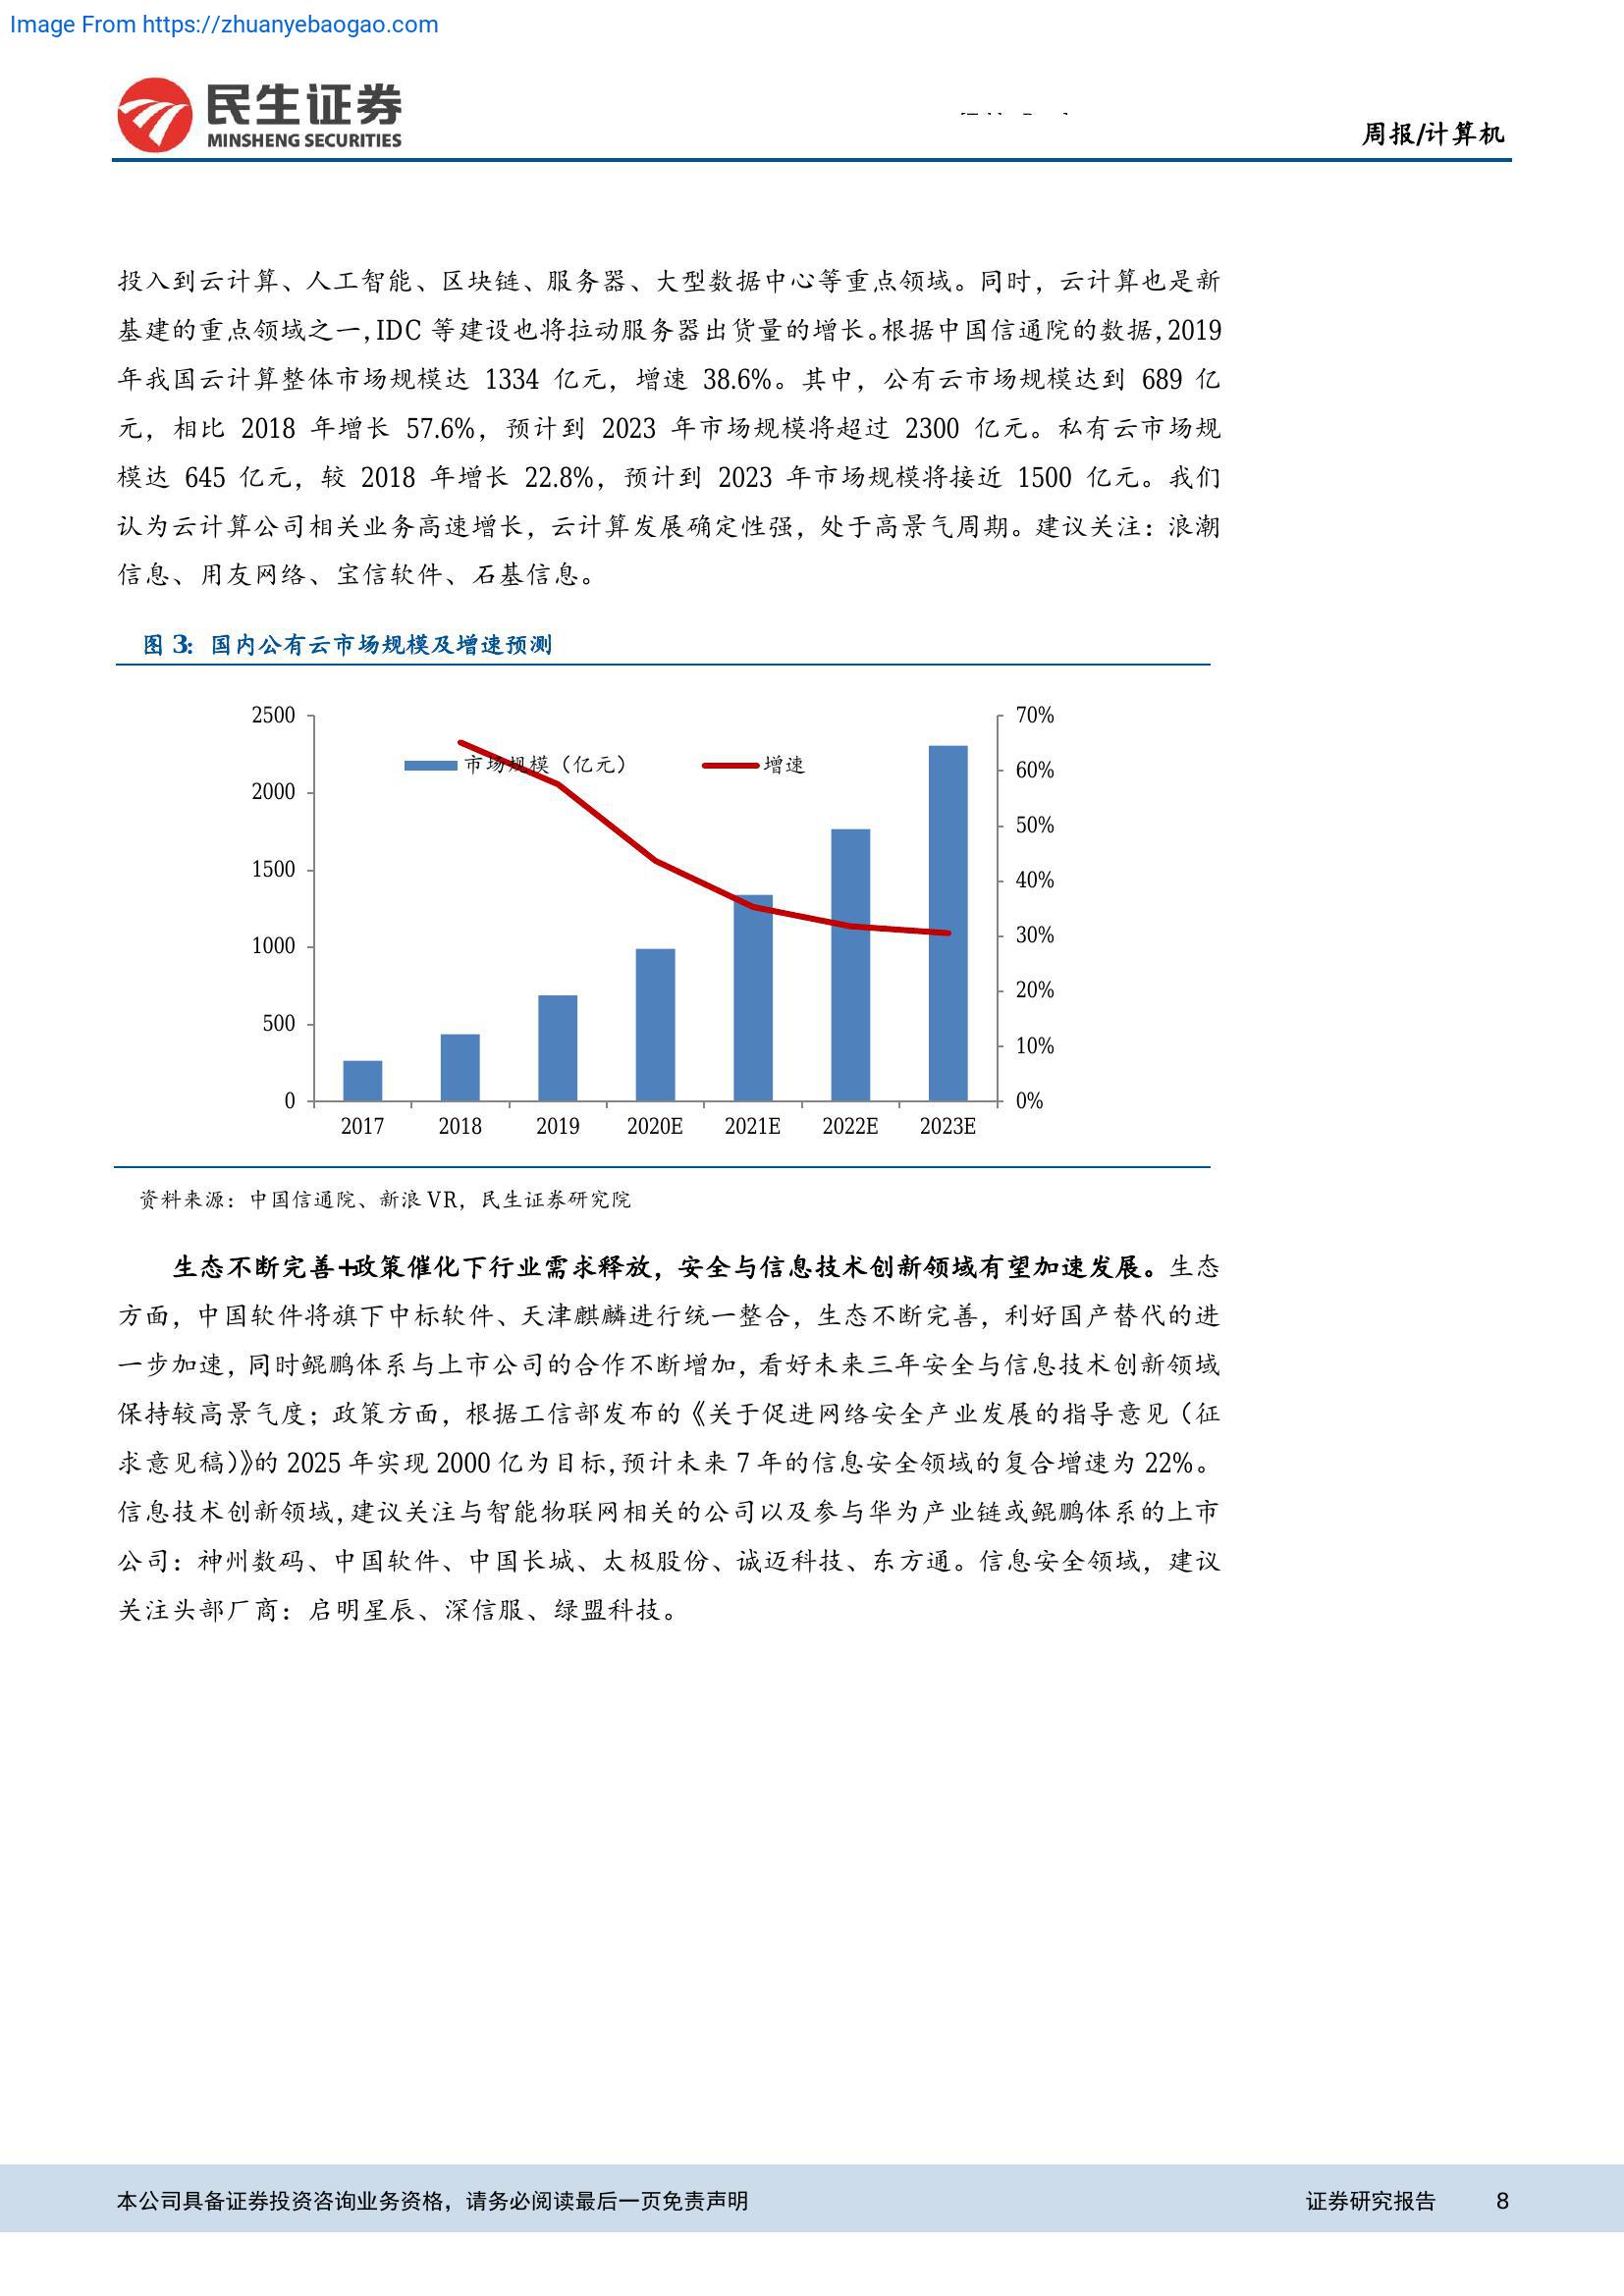 Image From https://zhuanyebaogao.com
民生证券
MINSHENG SECURITIES
周报/计算机
投入到云计算、人工智能、区块链、服务器、大型数据中心等重点领域。同时，云计算也是新
基建的重点领域之一，IDC 等建设也将拉动服务器出货量的增长。根据中国信通院的数据，2019
年我国云计算整体市场规模达 1334 亿元，增速 38.6%。其中，公有云市场规模达到 689 亿
元，相比 2018 年增长 57.6%，预计到 2023 年市场规模将超过 2300 亿元。私有云市场规
模达 645 亿元，较 2018 年增长 22.8%，预计到 2023 年市场规模将接近 1500 亿元。我们
认为云计算公司相关业务高速增长，云计算发展确定性强，处于高景气周期。建议关注：浪潮
信息、用友网络、宝信软件、石基信息。
图 3：国内公有云市场规模及增速预测
2500
2000
1500
1000
500
0
市场规模（亿元）
增速
70%
60%
50%
40%
30%
20%
10%
0%
2017
2018
2019
2020E
2021E
2022E
2023E
资料来源：中国信通院、新浪 VR，民生证券研究院
生态不断完善+政策催化下行业需求释放，安全与信息技术创新领域有望加速发展。生态
方面，中国软件将旗下中标软件、天津麒麟进行统一整合，生态不断完善，利好国产替代的进
一步加速，同时鲲鹏体系与上市公司的合作不断增加，看好未来三年安全与信息技术创新领域
保持较高景气度；政策方面，根据工信部发布的《关于促进网络安全产业发展的指导意见（征
求意见稿）》的 2025 年实现 2000 亿为目标，预计未来 7 年的信息安全领域的复合增速为 22%。
信息技术创新领域，建议关注与智能物联网相关的公司以及参与华为产业链或鲲鹏体系的上市
公司：神州数码、中国软件、中国长城、太极股份、诚迈科技、东方通。信息安全领域，建议
关注头部厂商：启明星辰、深信服、绿盟科技。
本公司具备证券投资咨询业务资格，请务必阅读最后一页免责声明
证券研究报告 8